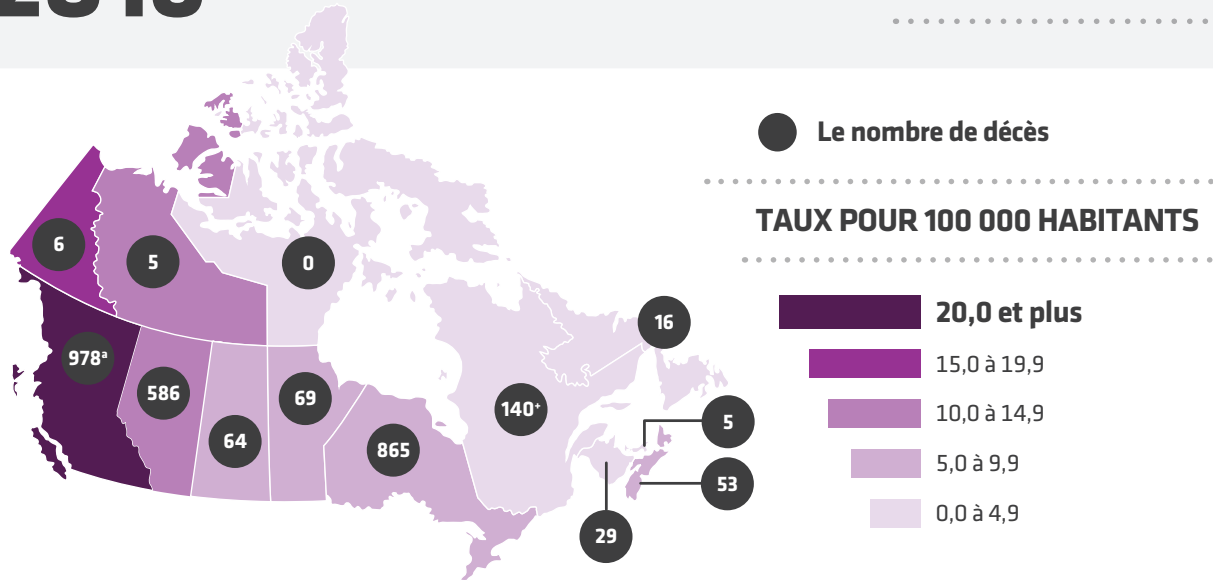 2016
Le nombre de décès
TAUX POUR 100 000 HABITANTS
20,0 et plus
15,0 à 19,9
10,0 à 14,9
5,0 à 9,9
0,0 à 4,9
6
5
0
16
978ª
586
69
140⁺
5
64
865
53
29